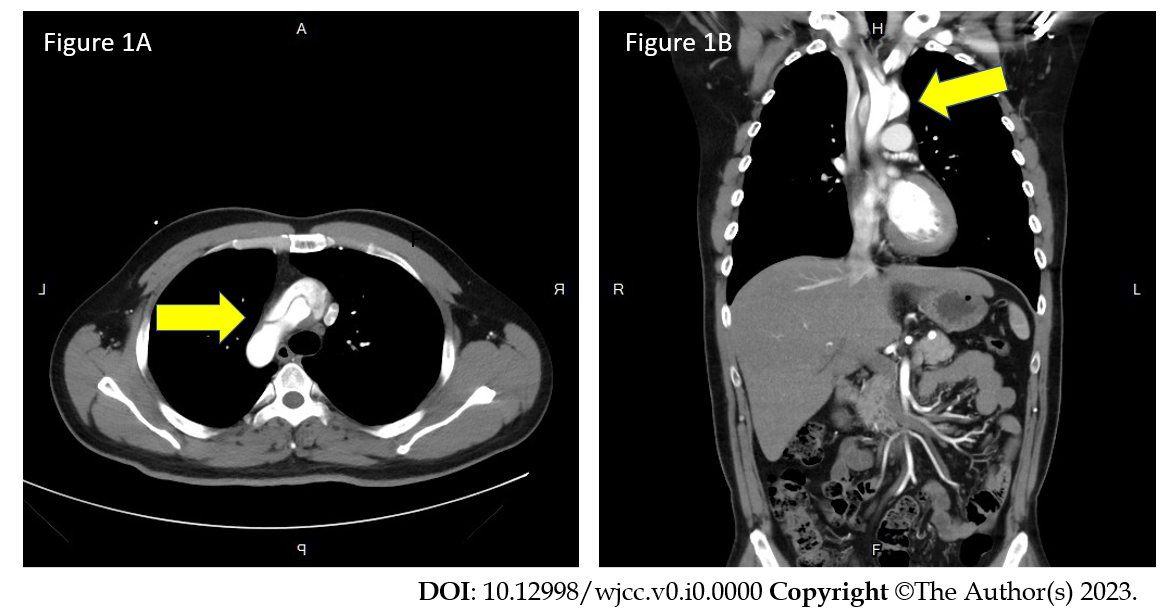 Figure 1A
A
F
L
R
P
Figure 1B
H
R
L
F
DOI: 10.12998/wjcc.v0.i0.0000 Copyright ©The Author(s) 2023.